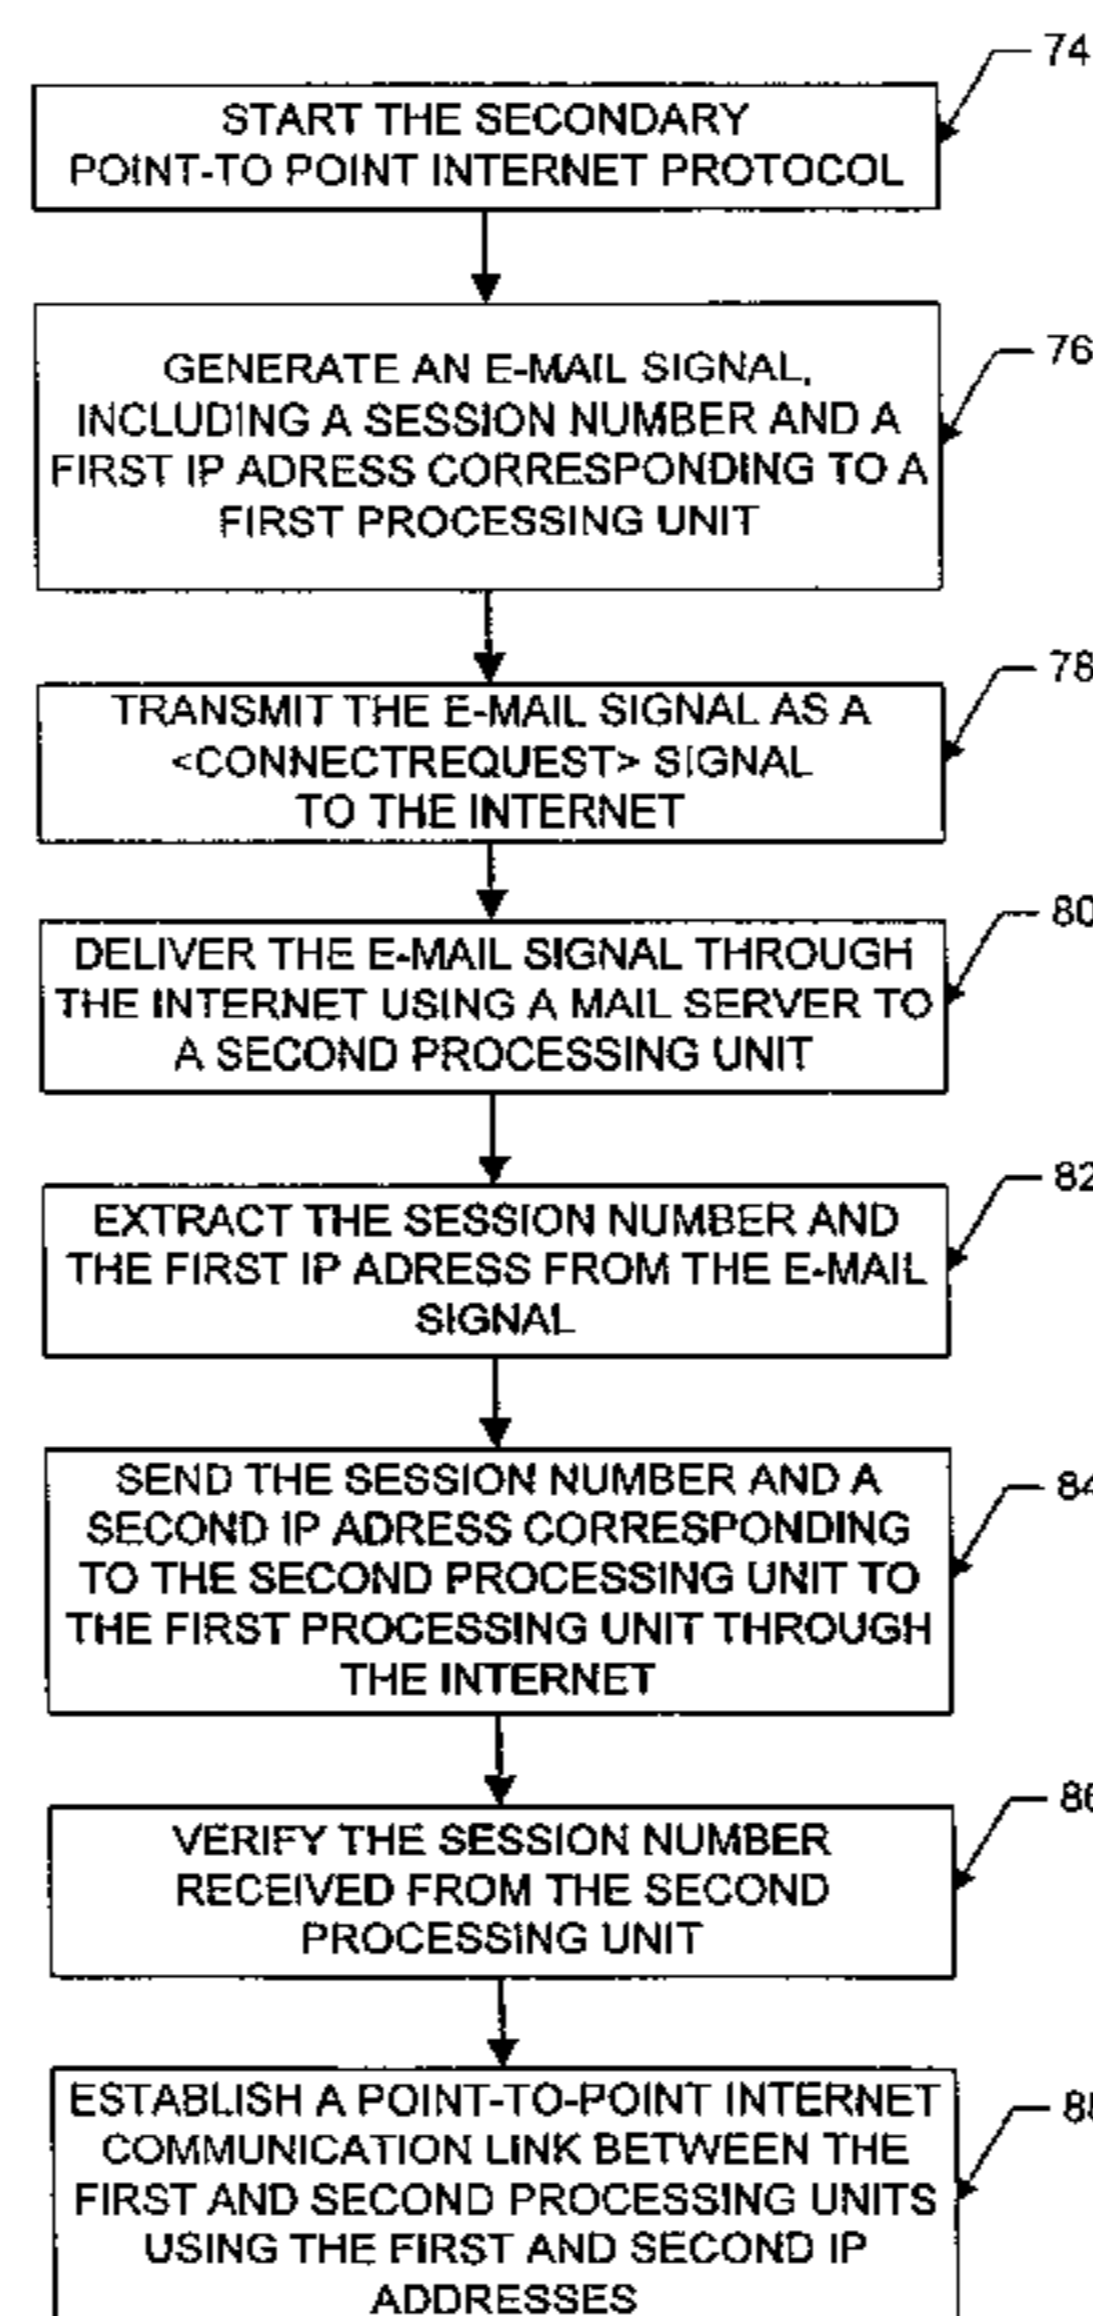 74
START THE SECONDARY
POINT-TO POINT INTERNET PROTOCOL
76
GENERATE AN E-MAIL SIGNAL,
INCLUDING A SESSION NUMBER AND A
FIRST IP ADRESS CORRESPONDING TO A
FIRST PROCESSING UNIT
78
TRANSMIT THE E-MAIL SIGNAL AS A
<CONNECTREQUEST> SIGNAL
TO THE INTERNET
80
DELIVER THE E-MAIL SIGNAL THROUGH
THE INTERNET USING A MAIL SERVER TO
A SECOND PROCESSING UNIT
82
EXTRACT THE SESSION NUMBER AND
THE FIRST IP ADRESS FROM THE E-MAIL
SIGNAL
84
SEND THE SESSION NUMBER AND A
SECOND IP ADRESS CORRESPONDING
TO THE SECOND PROCESSING UNIT TO
THE FIRST PROCESSING UNIT THROUGH
THE INTERNET
86
VERIFY THE SESSION NUMBER
RECEIVED FROM THE SECOND
PROCESSING UNIT
ESTABLISH A POINT-TO-POINT INTERNET
COMMUNICATION LINK BETWEEN THE
FIRST AND SECOND PROCESSING UNITS
USING THE FIRST AND SECOND IP
ADDRESSES